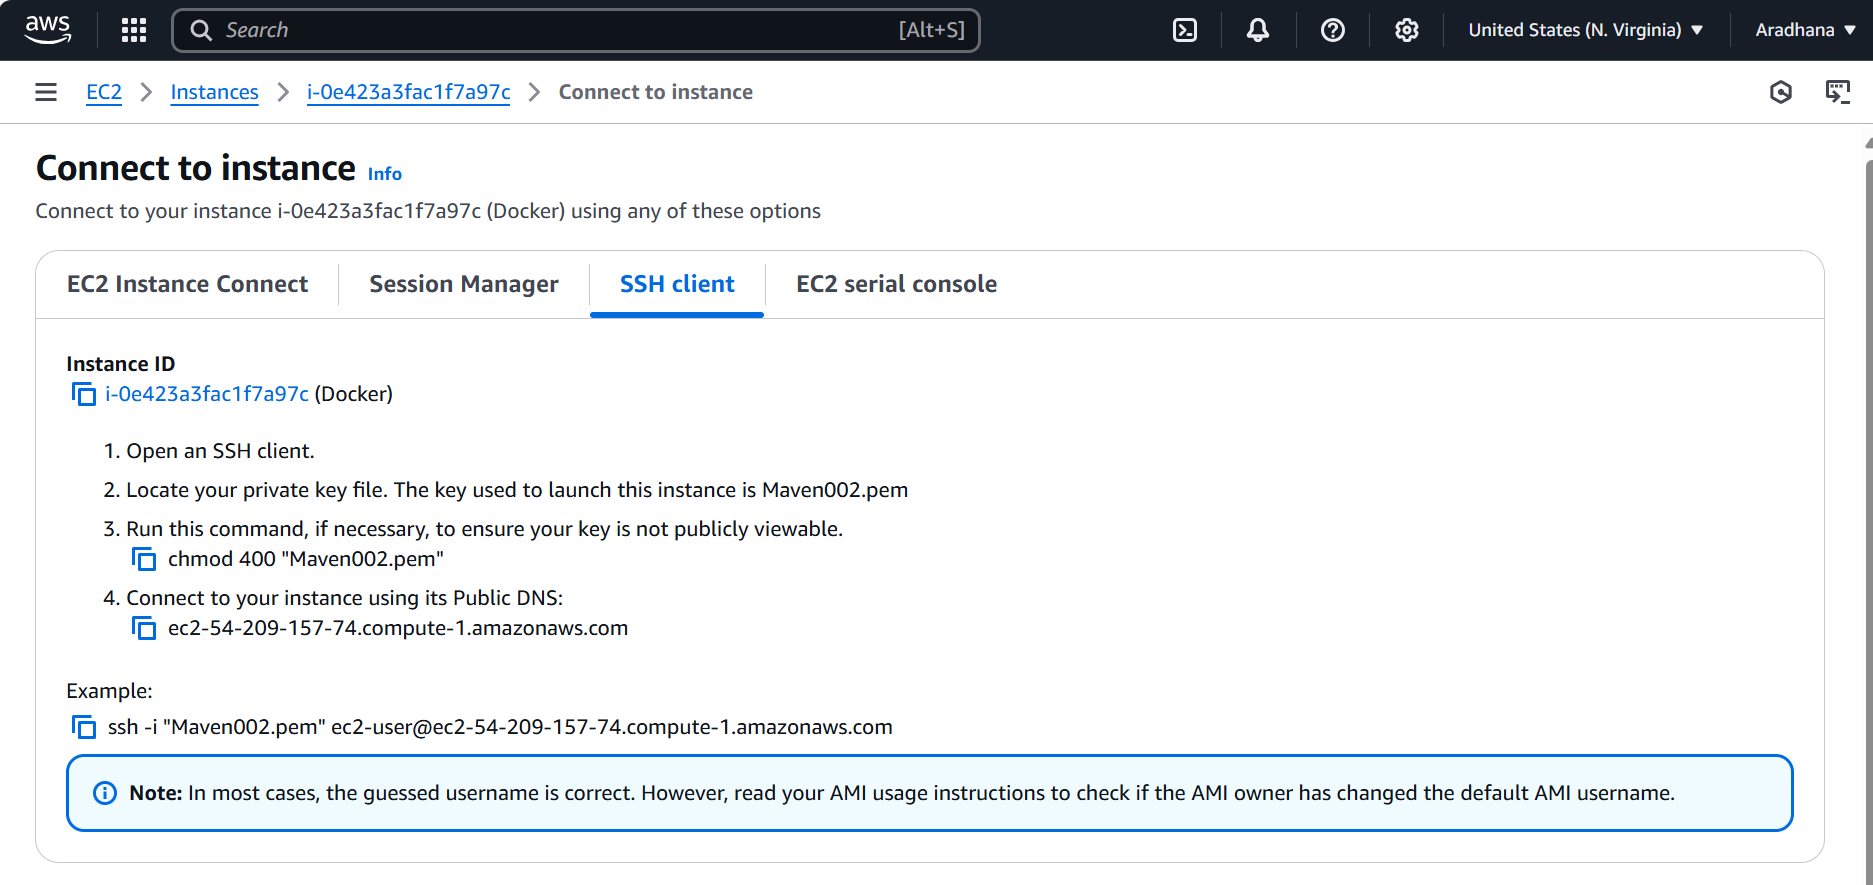 aws
Search [Alt+S]
United States (N. Virginia)
Aradhana
EC2 Instances i-0e423a3fac1f7a97c Connect to instance
Connect to instance Info
Connect to your instance i-0e423a3fac1f7a97c (Docker) using any of these options
EC2 Instance Connect Session Manager SSH client EC2 serial console
Instance ID
i-0e423a3fac1f7a97c (Docker)
1. Open an SSH client.
2. Locate your private key file. The key used to launch this instance is Maven002.pem
3. Run this command, if necessary, to ensure your key is not publicly viewable.
chmod 400 "Maven002.pem"
4. Connect to your instance using its Public DNS:
ec2-54-209-157-74.compute-1.amazonaws.com
Example:
ssh -i "Maven002.pem" ec2-user@ec2-54-209-157-74.compute-1.amazonaws.com
Note: In most cases, the guessed username is correct. However, read your AMI usage instructions to check if the AMI owner has changed the default AMI username.